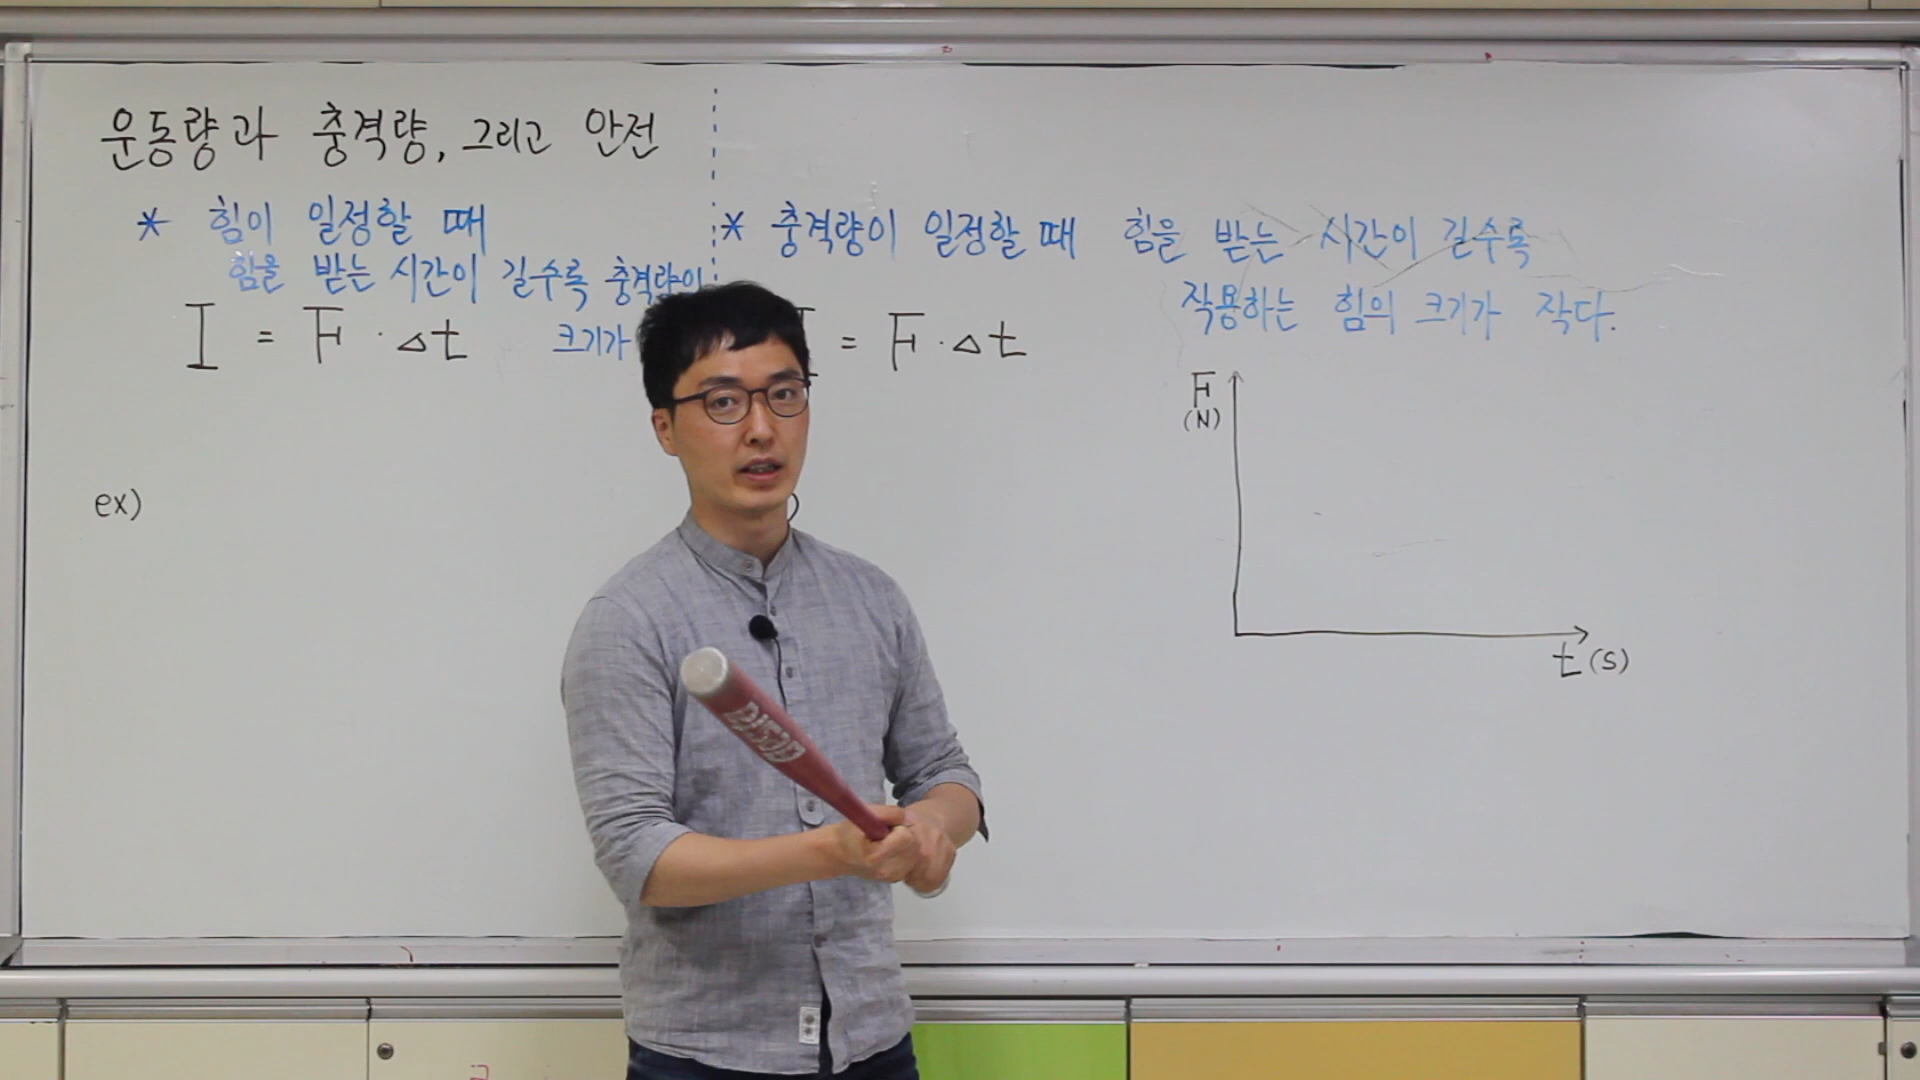 운동량과 충격량, 그리고 안전
* 힘이 일정할 때
힘을 받는 시간이 길수록 충격량이
크기가
I = F · Δt
ex)
* 충격량이 일정할 때 힘을 받는 시간이 길수록
작용하는 힘의 크기가 작다.
= F · Δt
F
(N)
t (s)